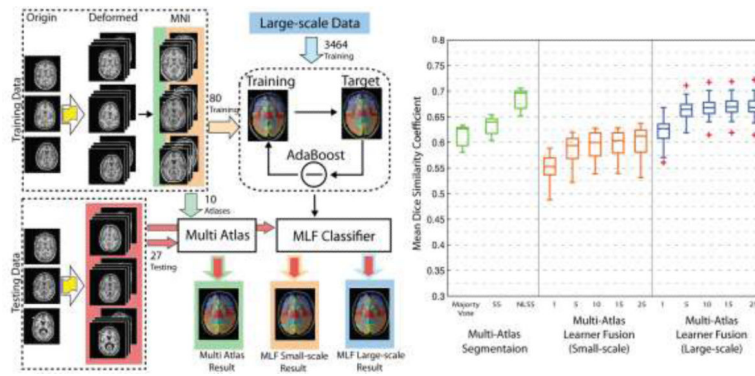 Origin
Deformed
MNI
Large-scale Data
3464
Training
Training Data
80
Training
Training
Target
AdaBoost
10
Atlases
Testing Data
27
Testing
Multi Atlas
MLF Classifier
Multi Atlas
Result
MLF Small-scale
Result
MLF Large-scale
Result
Mean Dice Similarity Coefficient
0.8
0.75
0.7
0.65
0.6
0.55
0.5
0.45
0.4
0.35
0.3
Majority
Vote
SS
NLSS
1
5
10
15
25
1
5
10
15
Multi-Atlas
Segmentaion
Multi-Atlas
Learner Fusion
(Small-scale)
Multi-Atlas
Learner Fusion
(Large-scale)